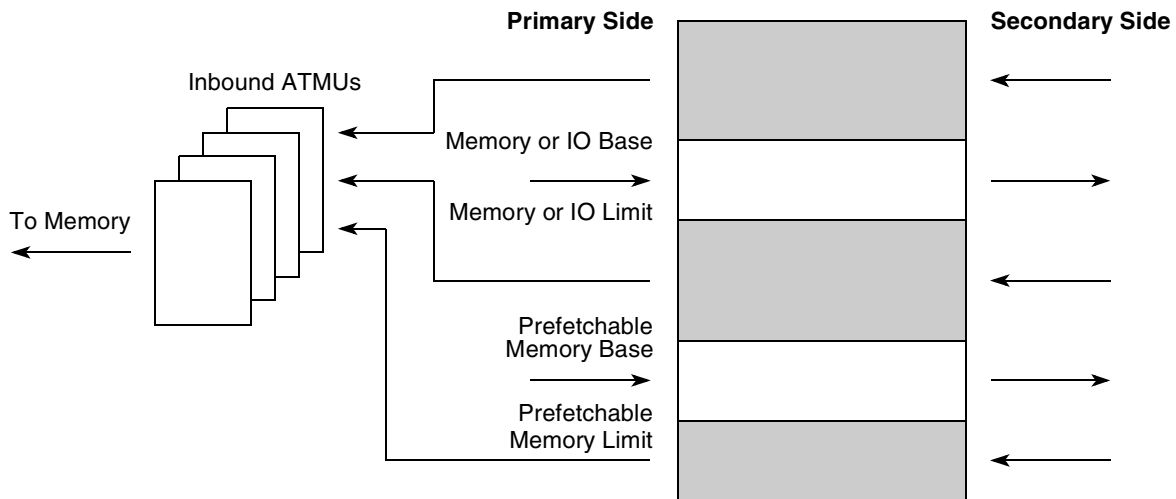 Primary Side
Secondary Side
Inbound ATMUs
Memory or IO Base
Memory or IO Limit
To Memory
Prefetchable
Memory Base
Prefetchable
Memory Limit